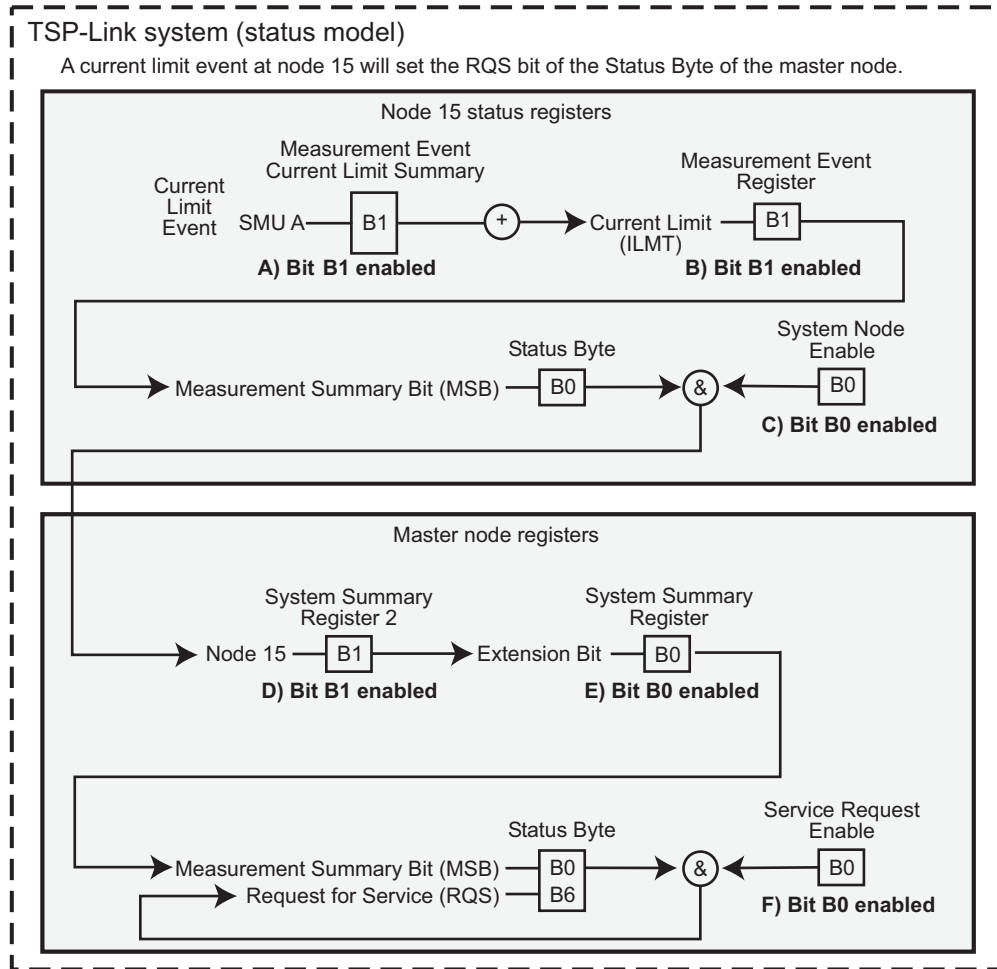 TSP-Link system (status model)
A current limit event at node 15 will set the RQS bit of the Status Byte of the master node.
Node 15 status registers
Measurement Event
Current Limit Summary
Current
Limit
Event
SMU A
B1
+
Current Limit
(ILMT)
Measurement Event
Register
B1
A) Bit B1 enabled
B) Bit B1 enabled
Measurement Summary Bit (MSB)
Status Byte
B0
&
System Node
Enable
B0
C) Bit B0 enabled
Master node registers
Node 15
System Summary
Register 2
B1
Extension Bit
System Summary
Register
B0
D) Bit B1 enabled
E) Bit B0 enabled
Status Byte
Measurement Summary Bit (MSB)
B0
Request for Service (RQS)
B6
&
Service Request
Enable
B0
F) Bit B0 enabled